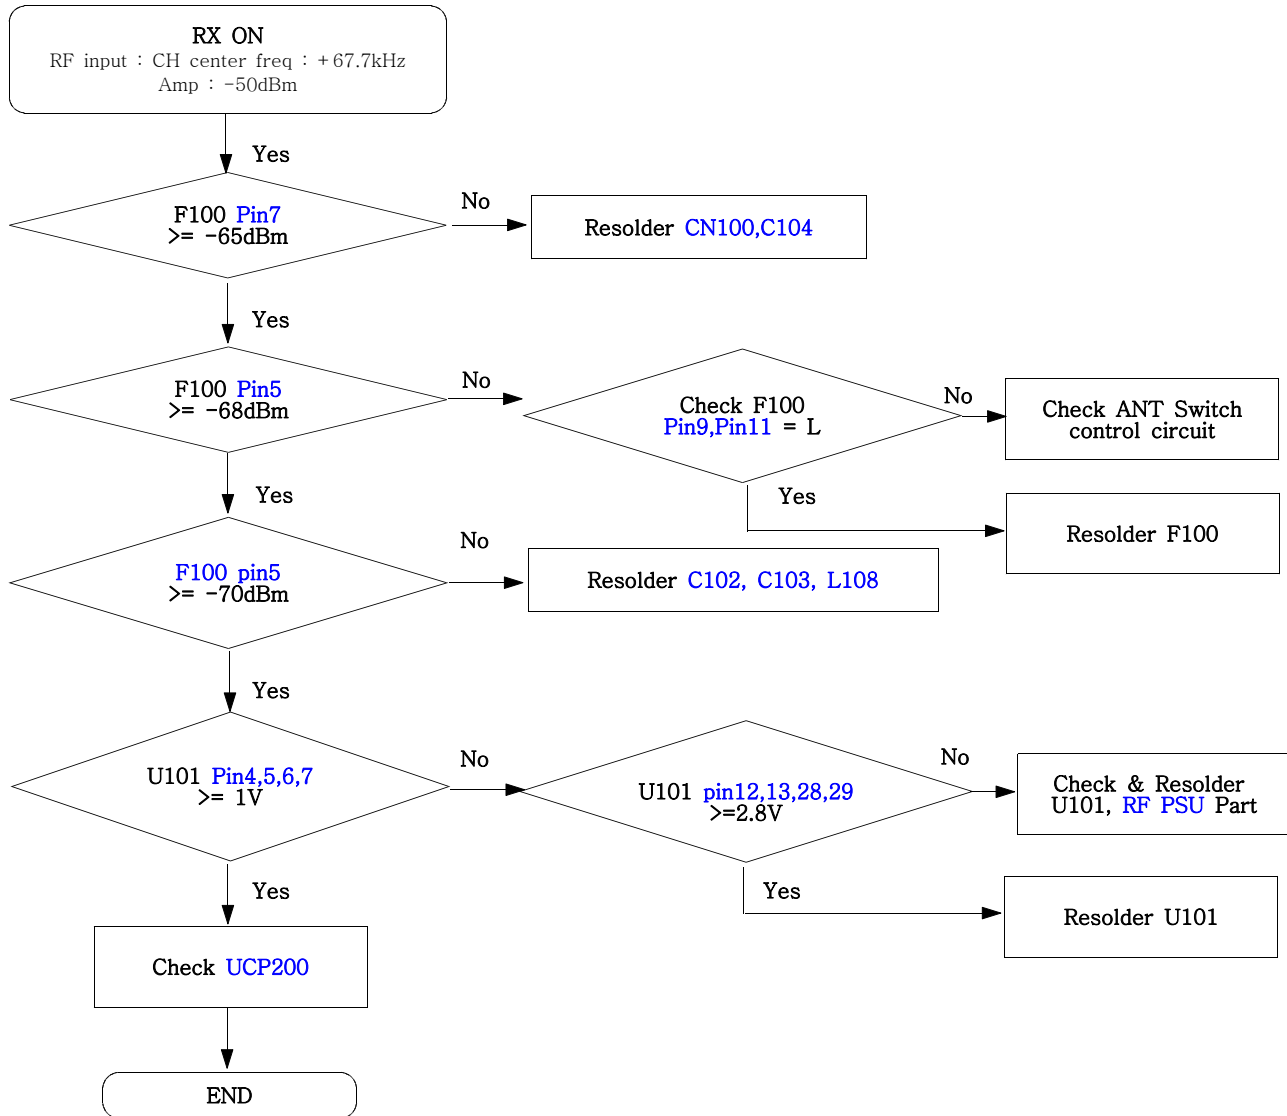 RX ON
RF input : CH center freq : +67.7kHz
Amp : -50dBm
Yes
F100 Pin7
>= -65dBm
No
Resolder CN100,C104
Yes
F100 Pin5
>= -68dBm
No
Check F100
Pin9,Pin11 = L
No
Check ANT Switch
control circuit
Yes
Resolder F100
Yes
F100 pin5
>= -70dBm
No
Resolder C102, C103, L108
Yes
U101 Pin4,5,6,7
>= 1V
No
U101 pin12,13,28,29
>=2.8V
No
Check & Resolder
U101, RF PSU Part
Yes
Resolder U101
Yes
Check UCP200
END